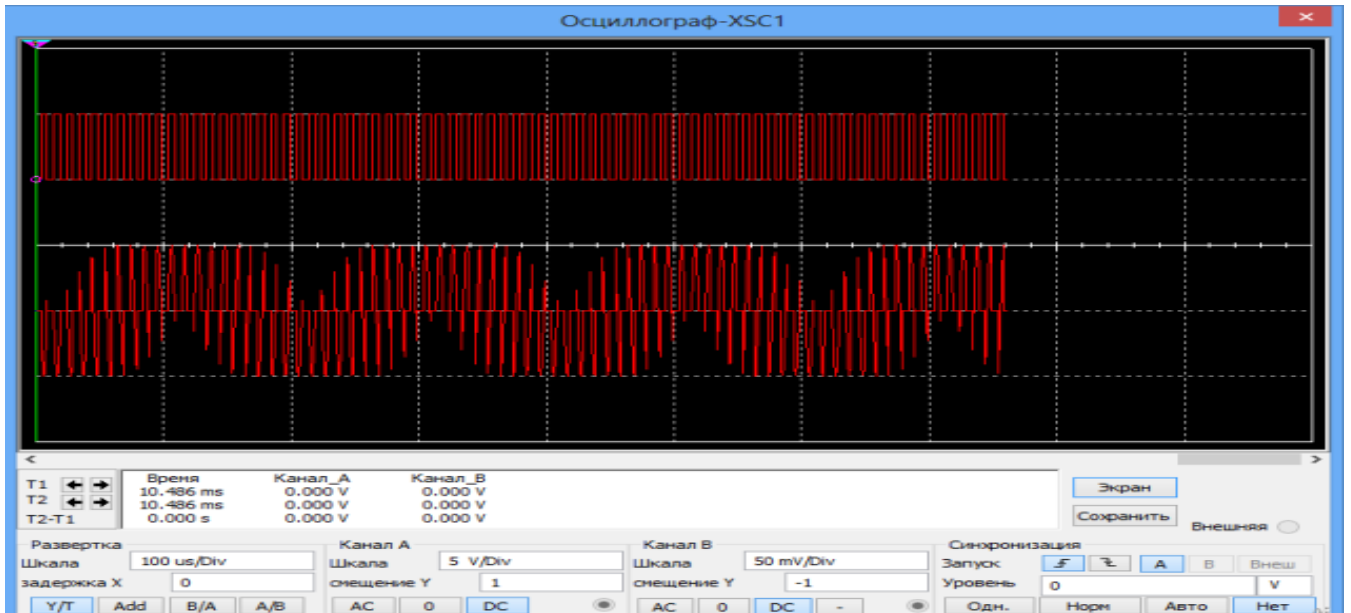 Осциллограф-XSC1
Время Канал_A Канал_B
T1 10.486 ms 0.000 V 0.000 V
T2 10.486 ms 0.000 V 0.000 V
T2-T1 0.000 s 0.000 V 0.000 V
Экран
Сохранить
Внешняя
Развертка Канал A Канал B Синхронизация
Шкала 100 us/Div Шкала 5 V/Div Шкала 50 mV/Div Запуск A B Внеш
задержка X 0 смещение Y 1 смещение Y -1 Уровень 0 V
Y/T Add B/A A/B AC 0 DC AC 0 DC - Одн. Норм Авто Нет